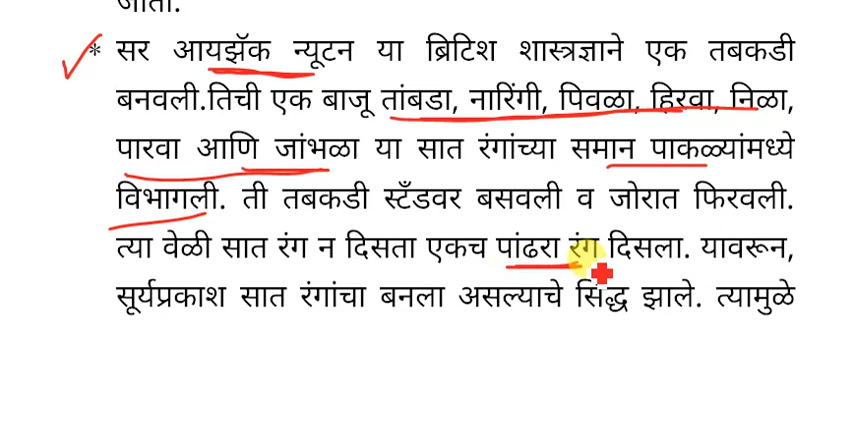 जाता.
* सर आयझॅक न्यूटन या ब्रिटिश शास्त्रज्ञाने एक तबकडी
बनवली.तिची एक बाजू तांबडा, नारिंगी, पिवळा, हिरवा, निळा,
पारवा आणि जांभळा या सात रंगांच्या समान पाकळ्यांमध्ये
विभागली. ती तबकडी स्टँडवर बसवली व जोरात फिरवली.
त्या वेळी सात रंग न दिसता एकच पांढरा रंग दिसला. यावरून,
सूर्यप्रकाश सात रंगांचा बनला असल्याचे सिद्ध झाले. त्यामुळे